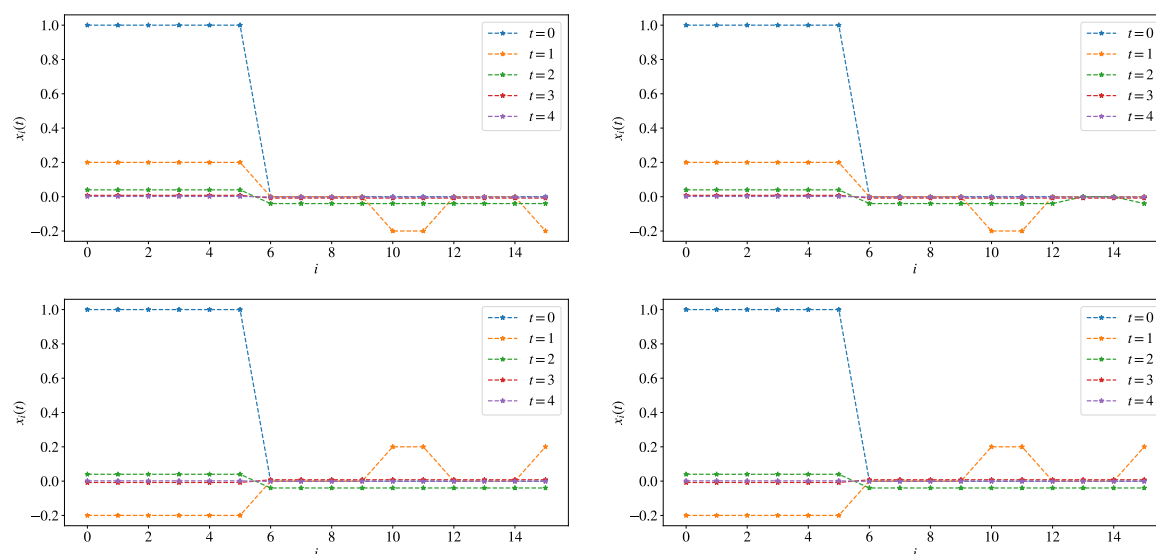 1.0
0.8
0.6
0.4
0.2
0.0
−0.2
x_i(t)
0 2 4 6 8 10 12 14
i
t = 0
t = 1
t = 2
t = 3
t = 4
1.0
0.8
0.6
0.4
0.2
0.0
−0.2
x_i(t)
0 2 4 6 8 10 12 14
i
t = 0
t = 1
t = 2
t = 3
t = 4
1.0
0.8
0.6
0.4
0.2
0.0
−0.2
x_i(t)
0 2 4 6 8 10 12 14
i
t = 0
t = 1
t = 2
t = 3
t = 4
1.0
0.8
0.6
0.4
0.2
0.0
−0.2
x_i(t)
0 2 4 6 8 10 12 14
i
t = 0
t = 1
t = 2
t = 3
t = 4